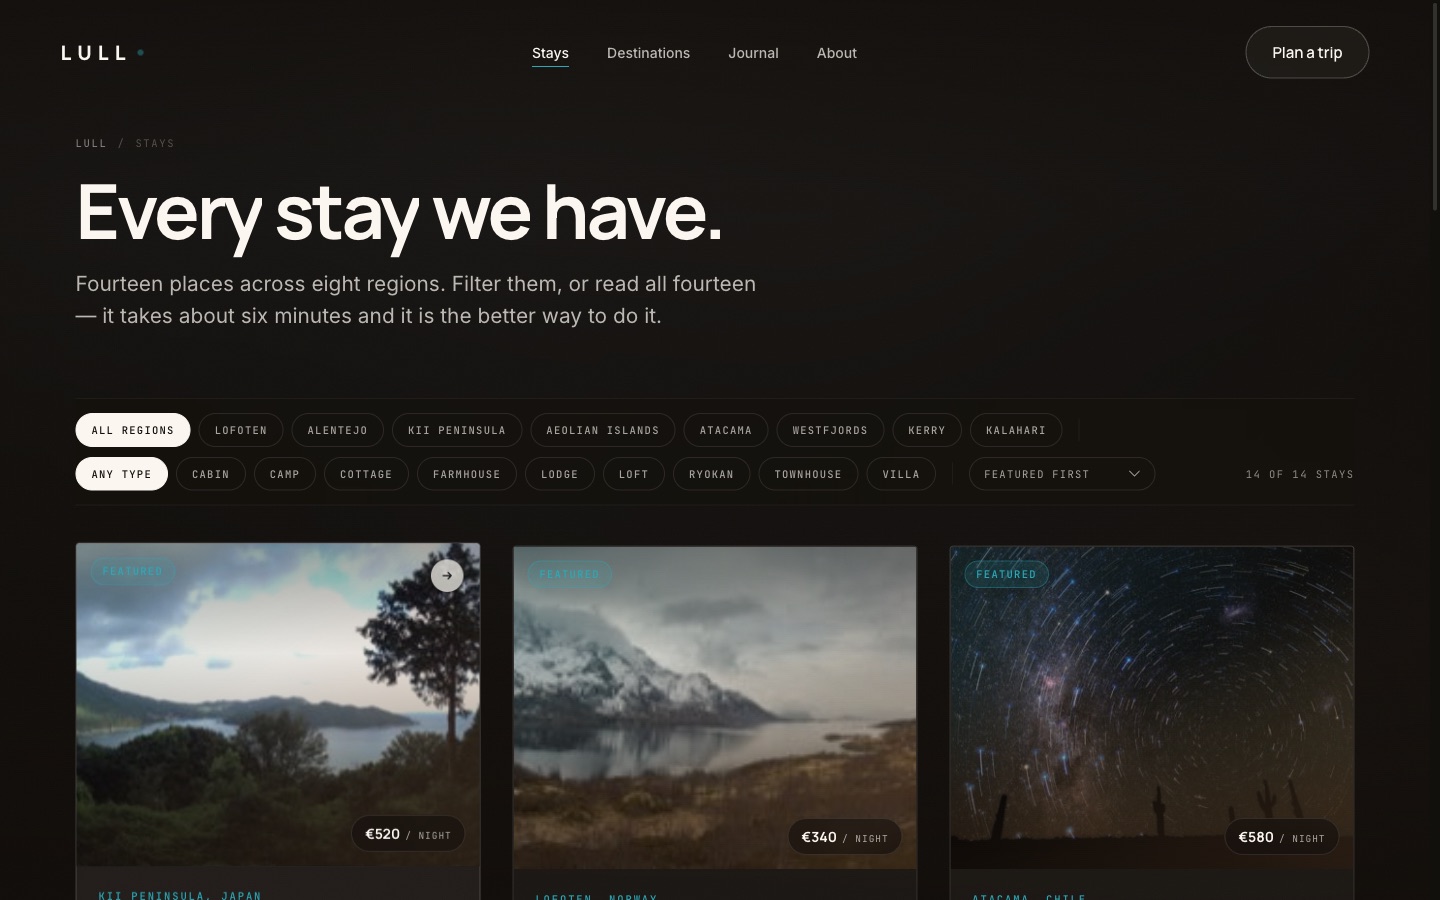 LULL
Stays Destinations Journal About
Plan a trip
LULL / STAYS
Every stay we have.
Fourteen places across eight regions. Filter them, or read all fourteen
— it takes about six minutes and it is the better way to do it.
ALL REGIONS LOFOTEN ALENTEJO KII PENINSULA AEOLIAN ISLANDS ATACAMA WESTFJORDS KERRY KALAHARI
ANY TYPE CABIN CAMP COTTAGE FARMHOUSE LODGE LOFT RYOKAN TOWNHOUSE VILLA FEATURED FIRST 14 OF 14 STAYS
FEATURED FEATURED FEATURED
€520 / NIGHT €340 / NIGHT €580 / NIGHT
KII PENINSULA, JAPAN LOFOTEN, NORWAY ATACAMA, CHILE